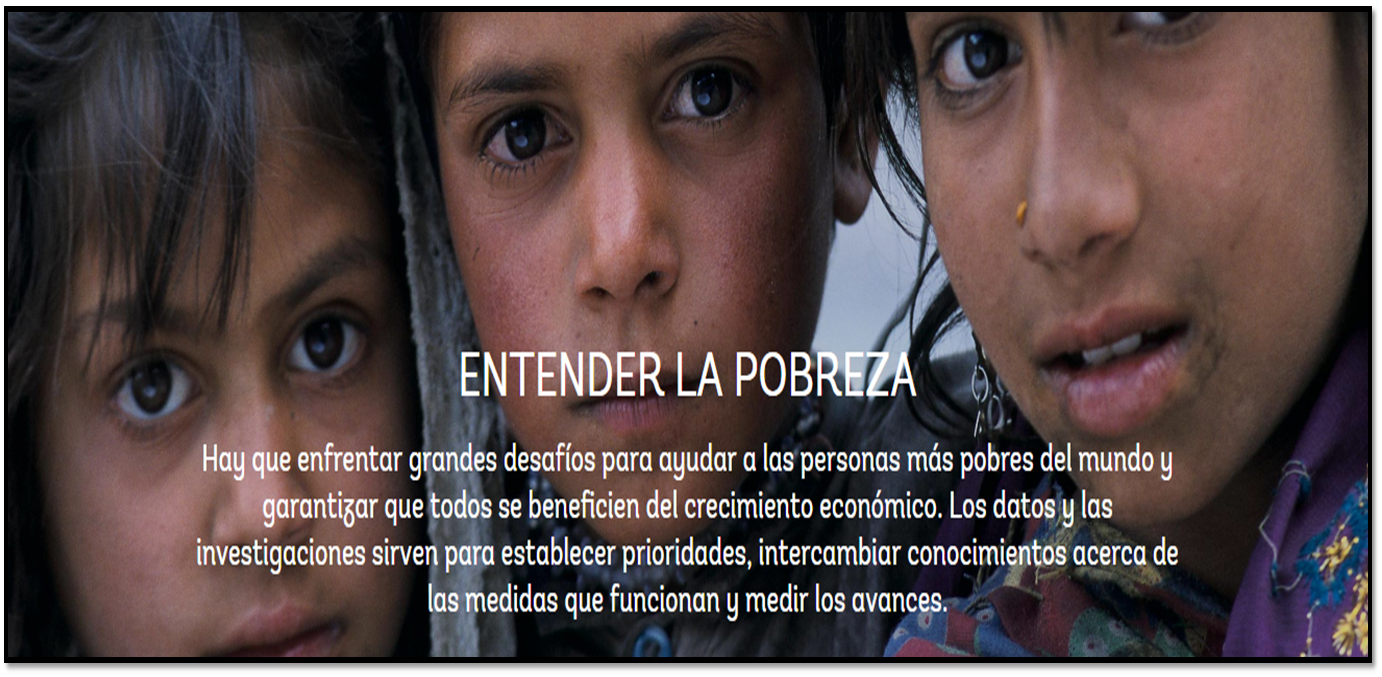 ENTENDER LA POBREZA
Hay que enfrentar grandes desafíos para ayudar a las personas más pobres del mundo y
garantizar que todos se beneficien del crecimiento económico. Los datos y las
investigaciones sirven para establecer prioridades, intercambiar conocimientos acerca de
las medidas que funcionan y medir los avances.